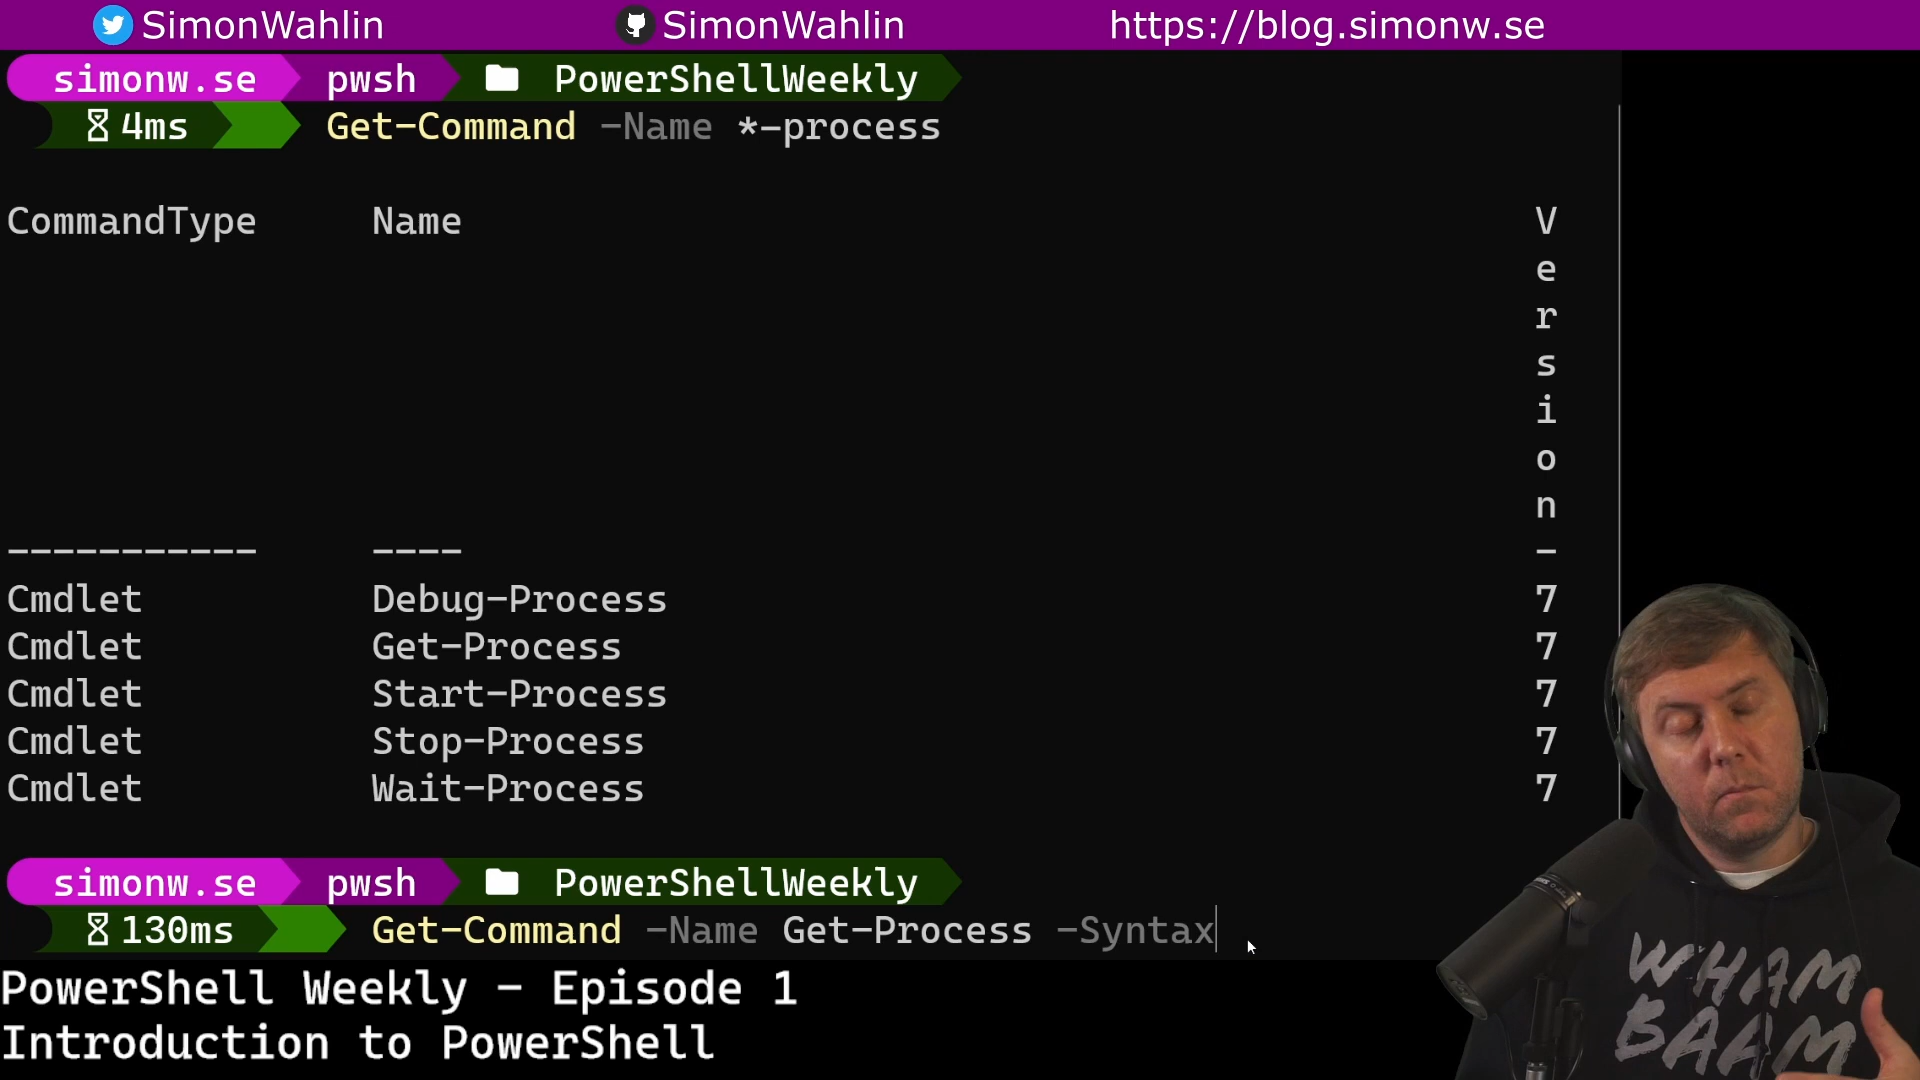 SimonWahlin SimonWahlin https://blog.simonw.se
simonw.se pwsh PowerShellWeekly
4ms Get-Command -Name *-process
CommandType Name V
e
r
s
i
o
n
----------- ---- -
Cmdlet Debug-Process 7
Cmdlet Get-Process 7
Cmdlet Start-Process 7
Cmdlet Stop-Process 7
Cmdlet Wait-Process 7
simonw.se pwsh PowerShellWeekly
130ms Get-Command -Name Get-Process -Syntax
PowerShell Weekly - Episode 1
Introduction to PowerShell
WHAM
BAAM